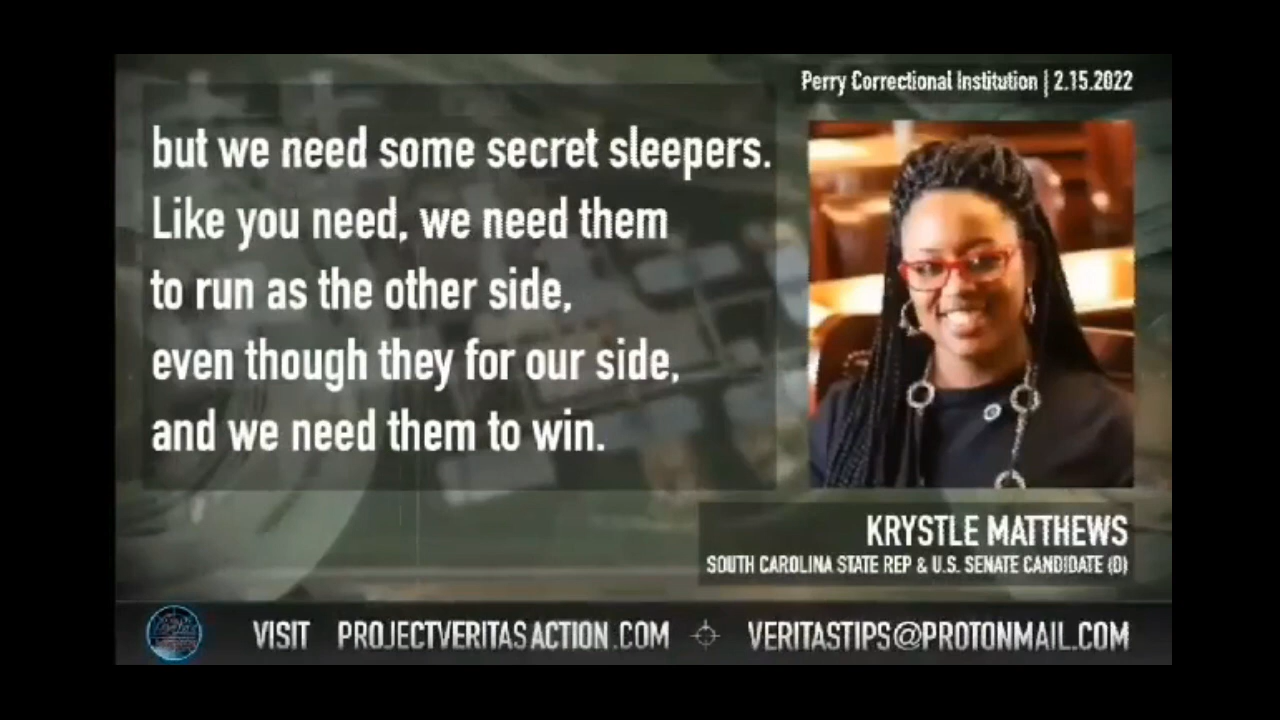 Perry Correctional Institution | 2.15.2022
but we need some secret sleepers.
Like you need, we need them
to run as the other side,
even though they for our side,
and we need them to win.
KRYSTLE MATTHEWS
SOUTH CAROLINA STATE REP & U.S. SENATE CANDIDATE (D)
VISIT PROJECTVERITASACTION.COM VERITASTIPS@PROTONMAIL.COM